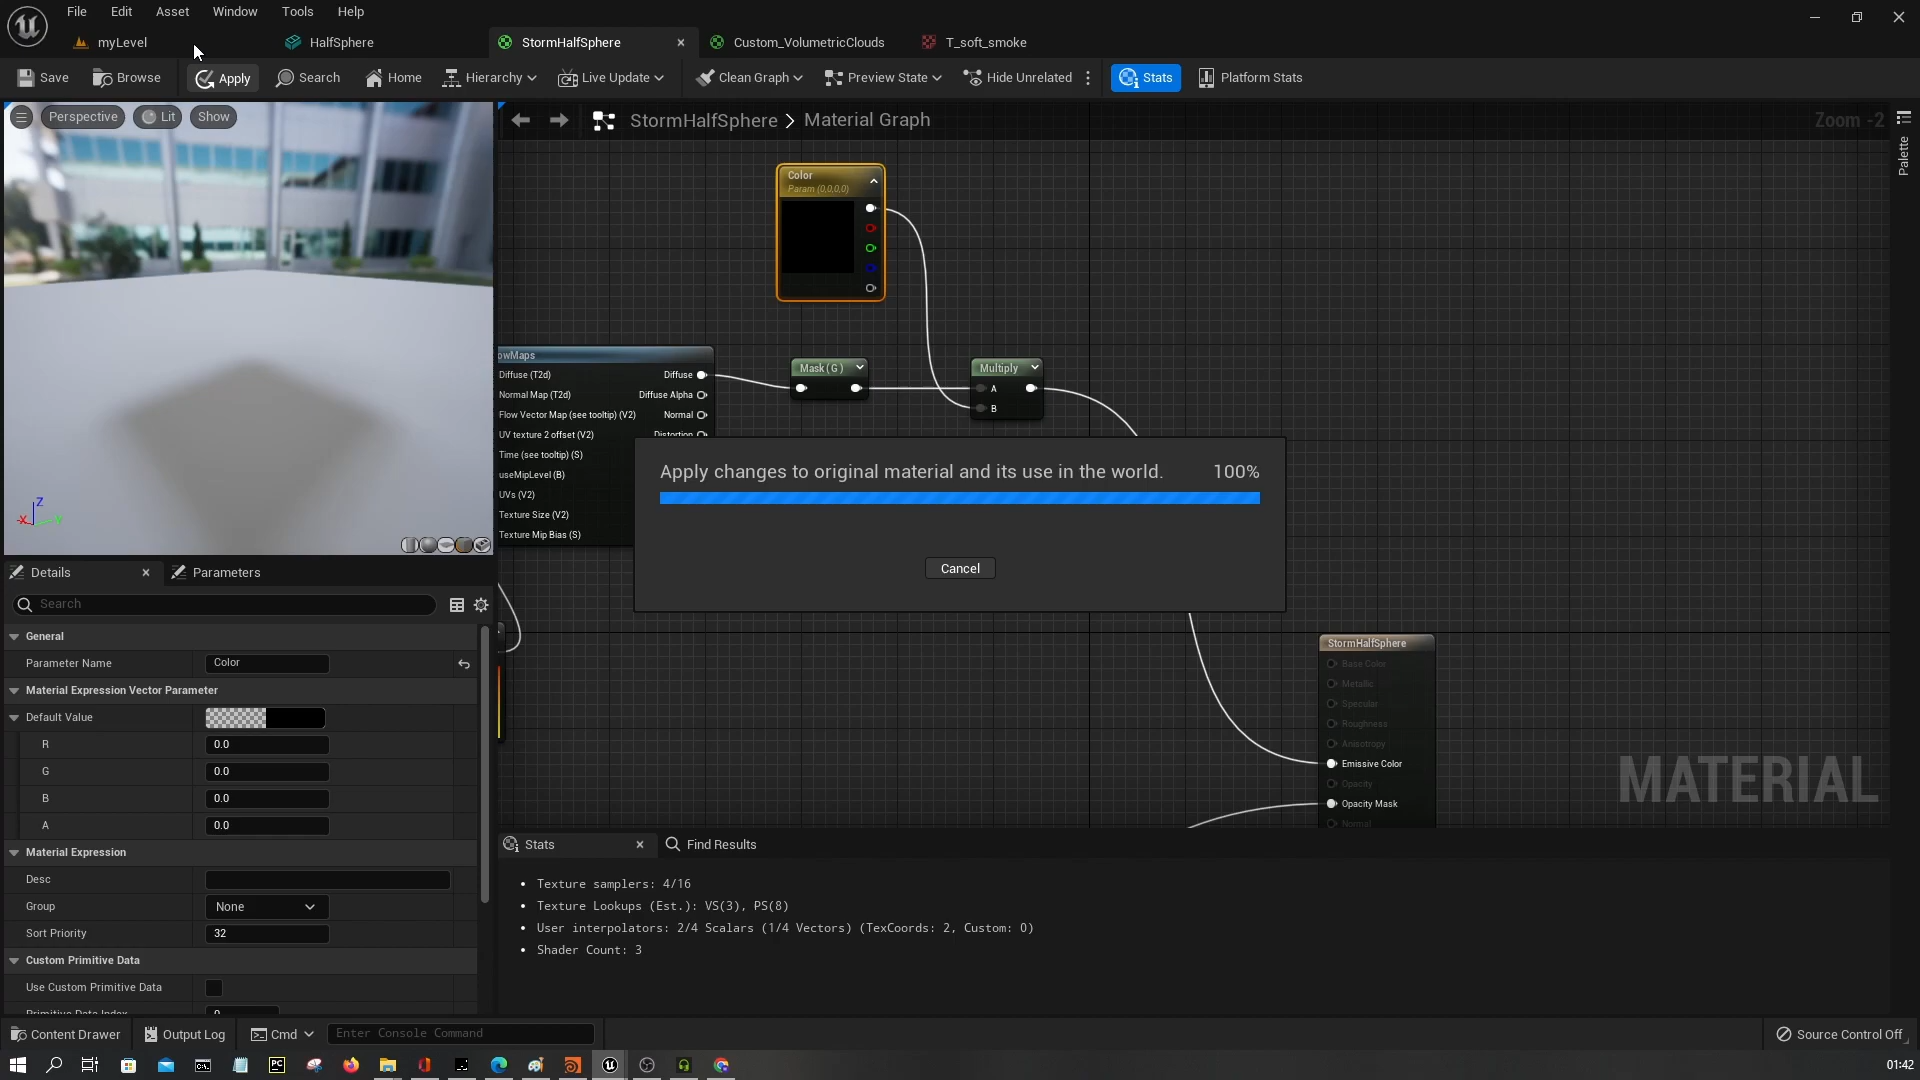 File Edit Asset Window Tools Help
myLevel HalfSphere StormHalfSphere Custom_VolumetricClouds T_soft_smoke
Save Browse Apply Search Home Hierarchy Live Update Clean Graph Preview State Hide Unrelated Stats Platform Stats
Perspective Lit Show
StormHalfSphere > Material Graph
Zoom -2
Palette
Color
Param (0,0,0,0)
owMaps
Diffuse (T2d) Diffuse
Normal Map (T2d) Diffuse Alpha
Flow Vector Map (see tooltip) (V2) Normal
UV texture 2 offset (V2) Distortion
Time (see tooltip) (S)
useMipLevel (B)
UVs (V2)
Texture Size (V2)
Texture Mip Bias (S)
Mask ( G )
Multiply
A
B
Apply changes to original material and its use in the world. 100%
Cancel
Z
X
Y
StormHalfSphere
Base Color
Metallic
Specular
Roughness
Anisotropy
Emissive Color
Opacity
Opacity Mask
Normal
MATERIAL
Details Parameters
Search
General
Parameter Name Color
Material Expression Vector Parameter
Default Value
R 0.0
G 0.0
B 0.0
A 0.0
Material Expression
Desc
Group None
Sort Priority 32
Custom Primitive Data
Use Custom Primitive Data
Primitive Data Index 0
Stats Find Results
• Texture samplers: 4/16
• Texture Lookups (Est.): VS(3), PS(8)
• User interpolators: 2/4 Scalars (1/4 Vectors) (TexCoords: 2, Custom: 0)
• Shader Count: 3
Content Drawer Output Log Cmd Enter Console Command Source Control Off
PC
01:42